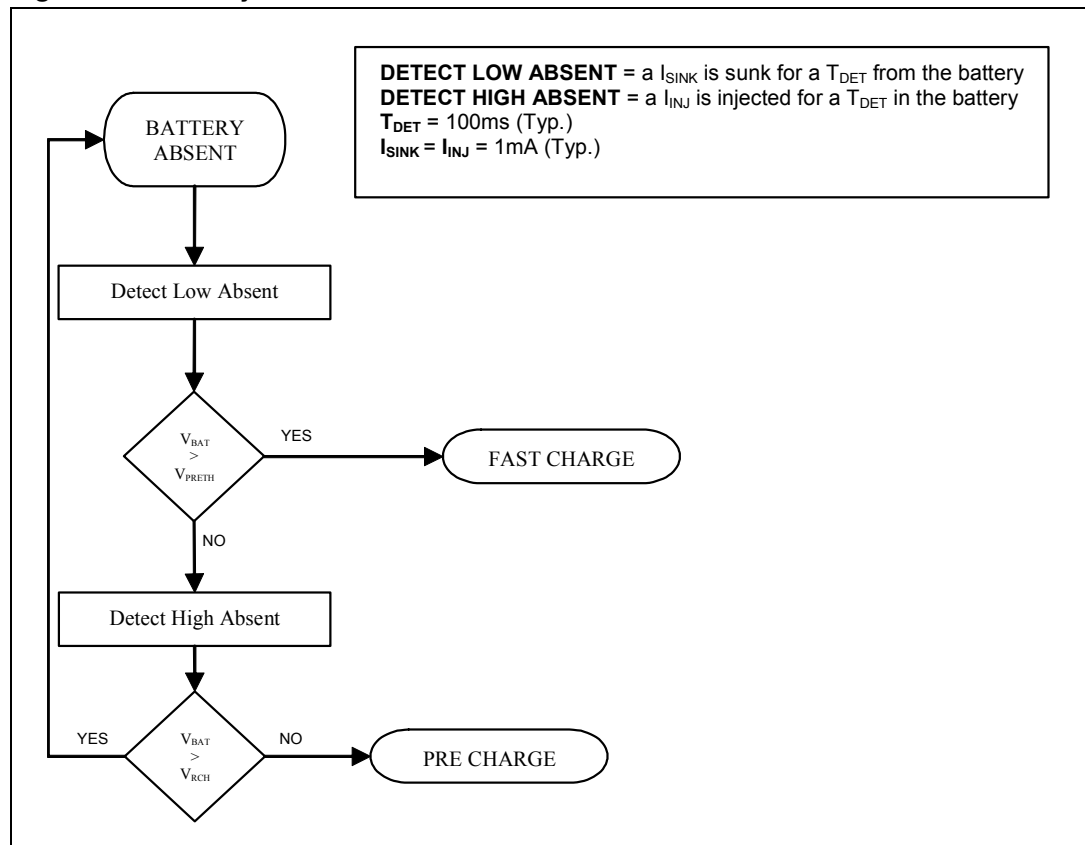 DETECT LOW ABSENT = a ISINK is sunk for a TDET from the battery
DETECT HIGH ABSENT = a IINJ is injected for a TDET in the battery
TDET = 100ms (Typ.)
ISINK = IINJ = 1mA (Typ.)
BATTERY
ABSENT
Detect Low Absent
VBAT
>
VPRETH
YES
FAST CHARGE
NO
Detect High Absent
YES
VBAT
>
VRCH
NO
PRE CHARGE